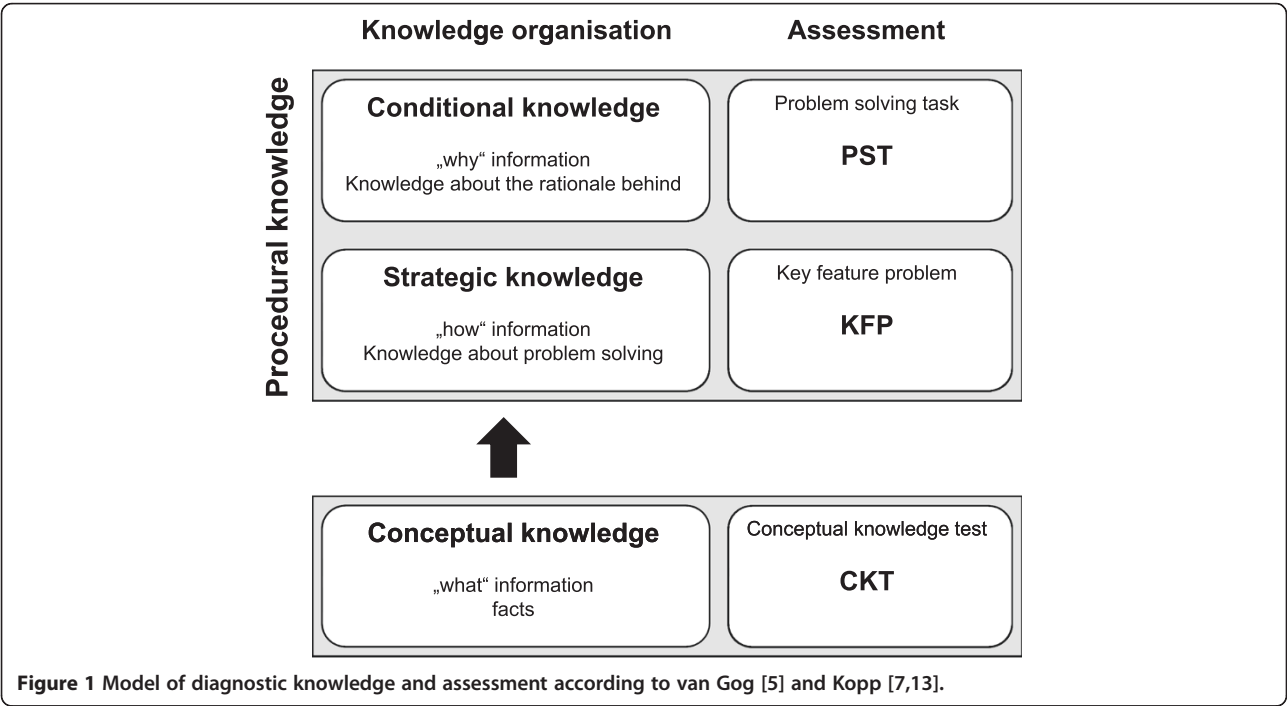 Knowledge organisation
Assessment
Procedural knowledge
Conditional knowledge
„why“ information
Knowledge about the rationale behind
Problem solving task
PST
Strategic knowledge
„how“ information
Knowledge about problem solving
Key feature problem
KFP
Conceptual knowledge
„what“ information
facts
Conceptual knowledge test
CKT
Figure 1 Model of diagnostic knowledge and assessment according to van Gog [5] and Kopp [7,13].